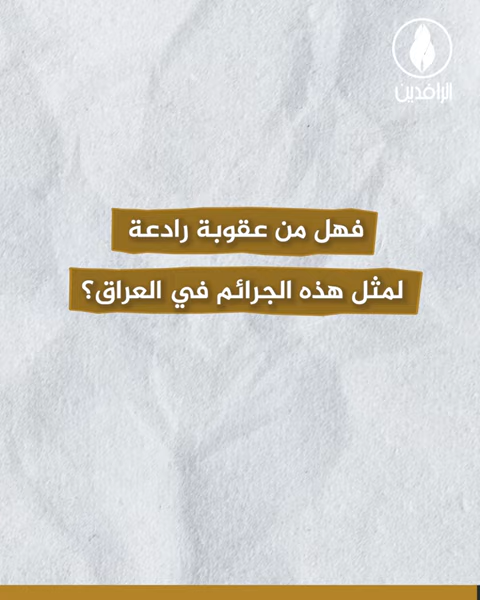 الرافدين
فهل من عقوبة رادعة
لمثل هذه الجرائم في العراق؟